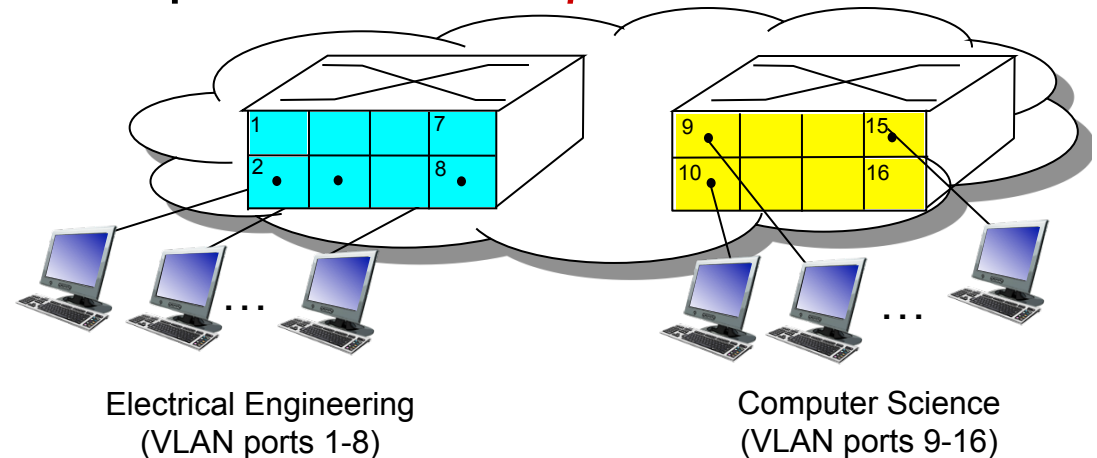 1
7
2
8
9
15
10
16
...
...
Electrical Engineering
(VLAN ports 1-8)
Computer Science
(VLAN ports 9-16)